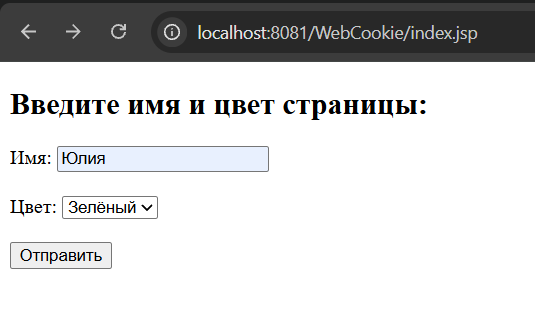 localhost:8081/WebCookie/index.jsp
Введите имя и цвет страницы:
Имя: Юлия
Цвет: Зелёный
Отправить